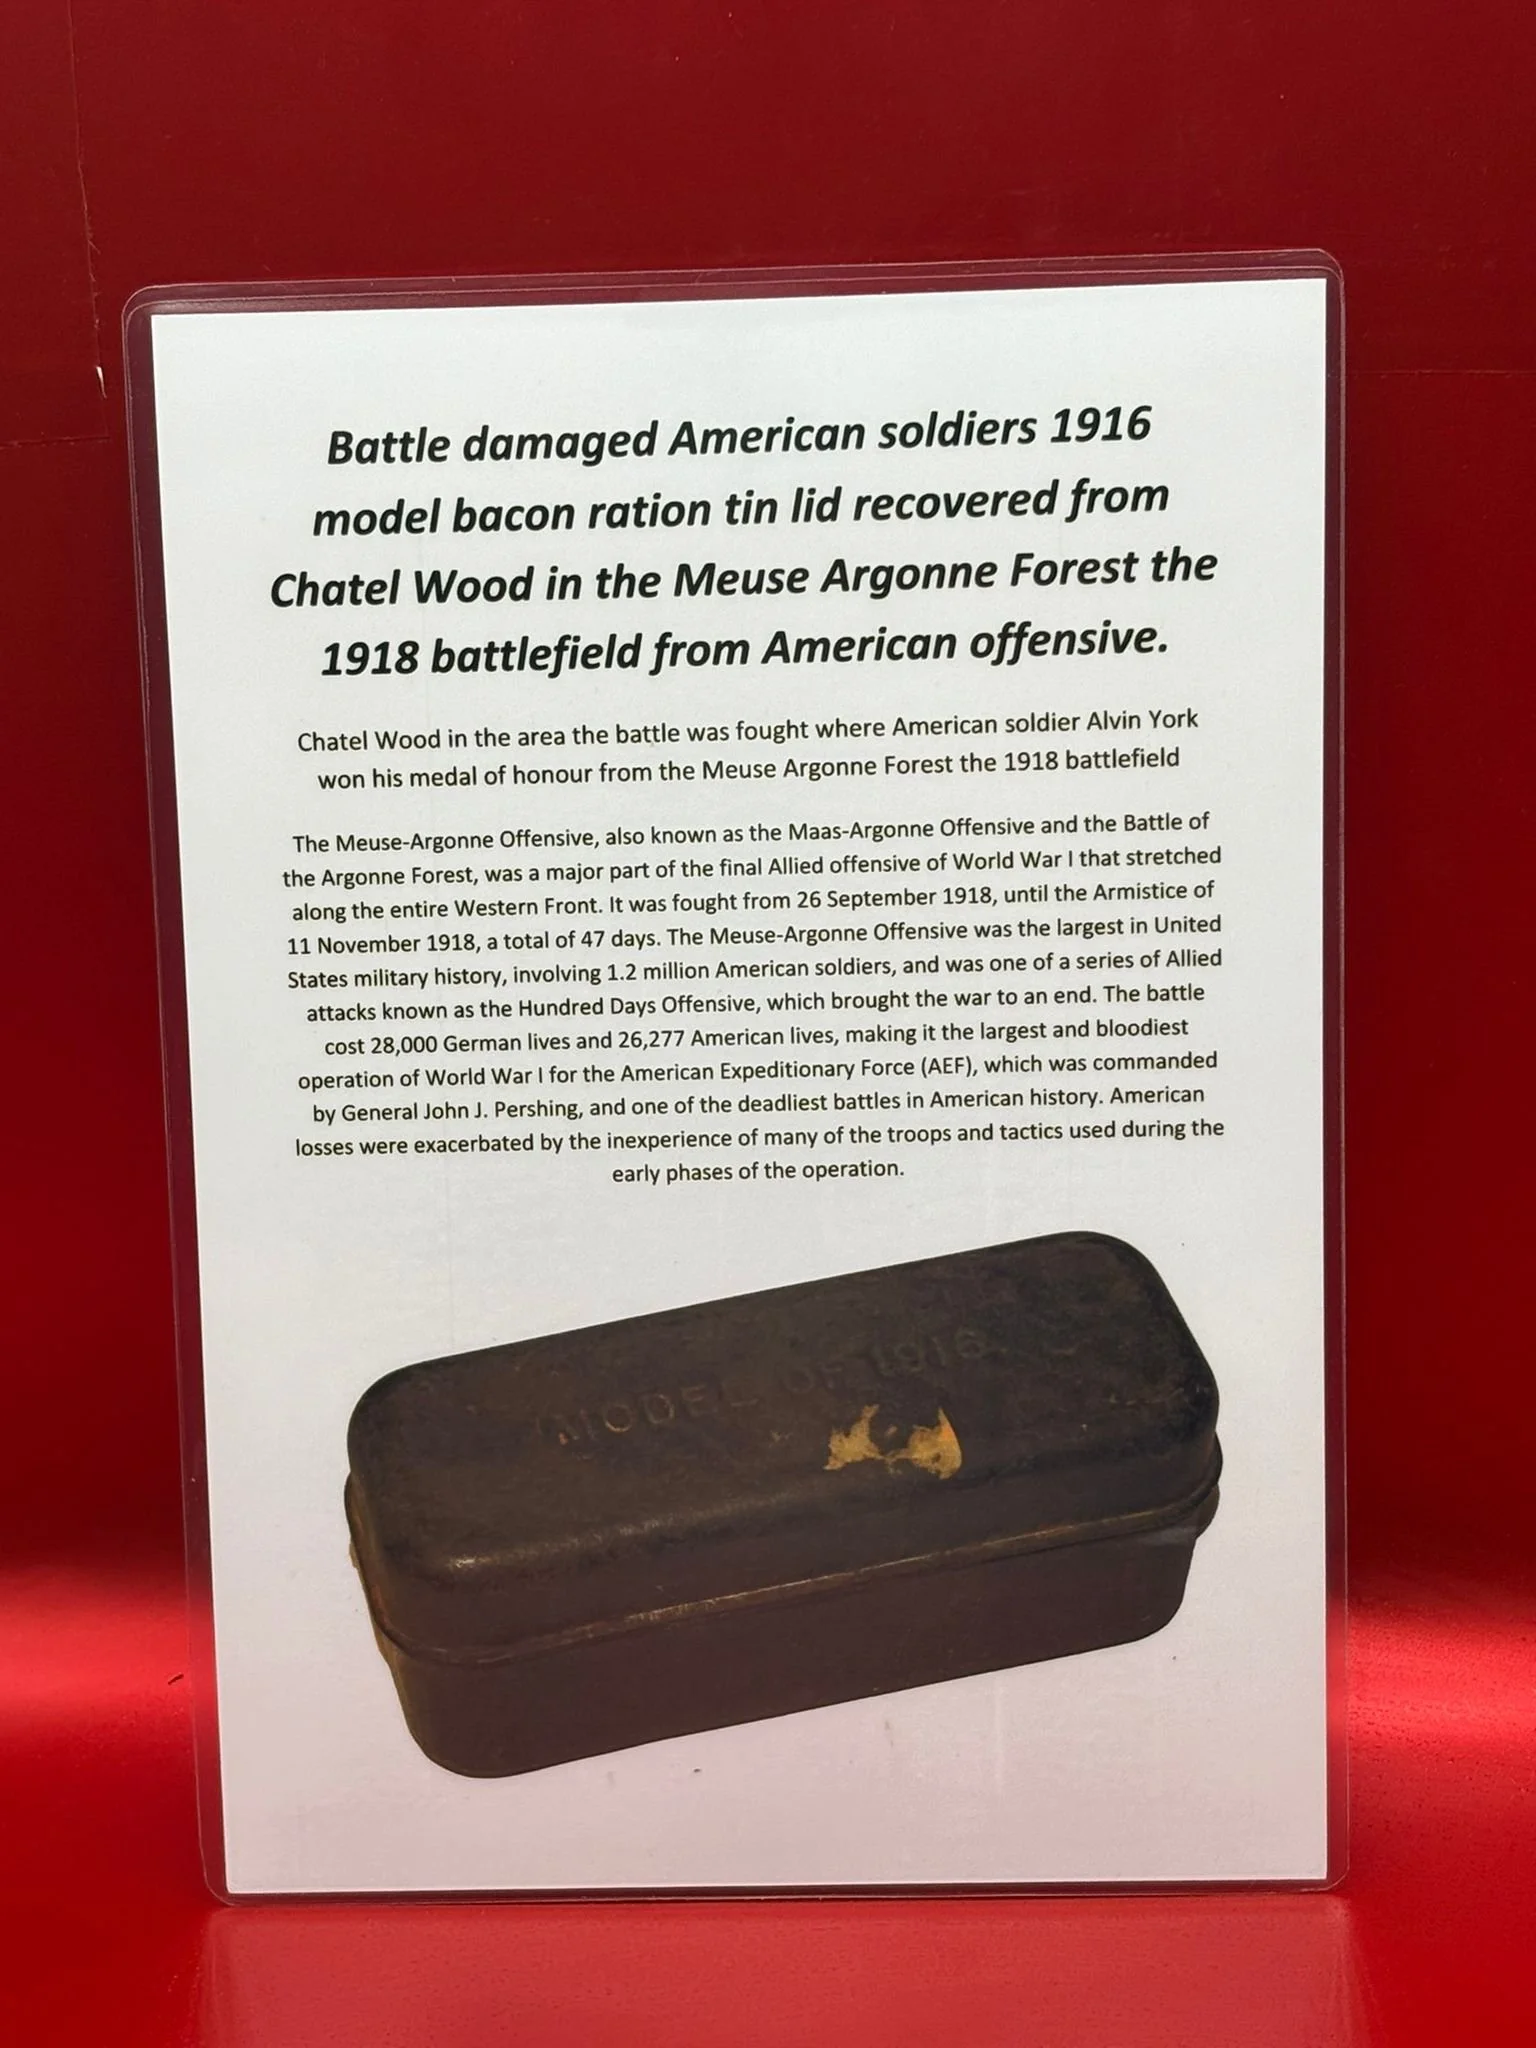 Battle damaged American soldiers 1916
model bacon ration tin lid recovered from
Chatel Wood in the Meuse Argonne Forest the
1918 battlefield from American offensive.
Chatel Wood in the area the battle was fought where American soldier Alvin York
won his medal of honour from the Meuse Argonne Forest the 1918 battlefield
The Meuse-Argonne Offensive, also known as the Maas-Argonne Offensive and the Battle of
the Argonne Forest, was a major part of the final Allied offensive of World War I that stretched
along the entire Western Front. It was fought from 26 September 1918, until the Armistice of
11 November 1918, a total of 47 days. The Meuse-Argonne Offensive was the largest in United
States military history, involving 1.2 million American soldiers, and was one of a series of Allied
attacks known as the Hundred Days Offensive, which brought the war to an end. The battle
cost 28,000 German lives and 26,277 American lives, making it the largest and bloodiest
operation of World War I for the American Expeditionary Force (AEF), which was commanded
by General John J. Pershing, and one of the deadliest battles in American history. American
losses were exacerbated by the inexperience of many of the troops and tactics used during the
early phases of the operation.
MODEL OF 1916